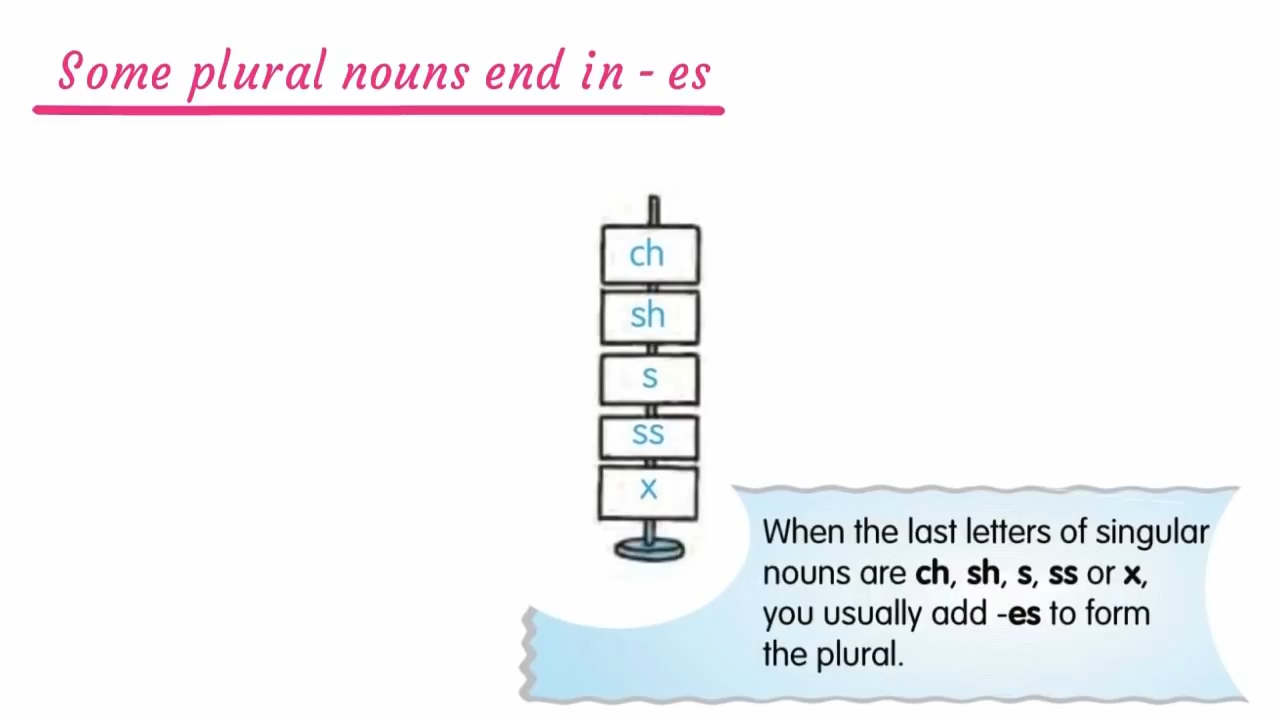 Some plural nouns end in - es
ch
sh
s
ss
x
When the last letters of singular
nouns are ch, sh, s, ss or x,
you usually add -es to form
the plural.